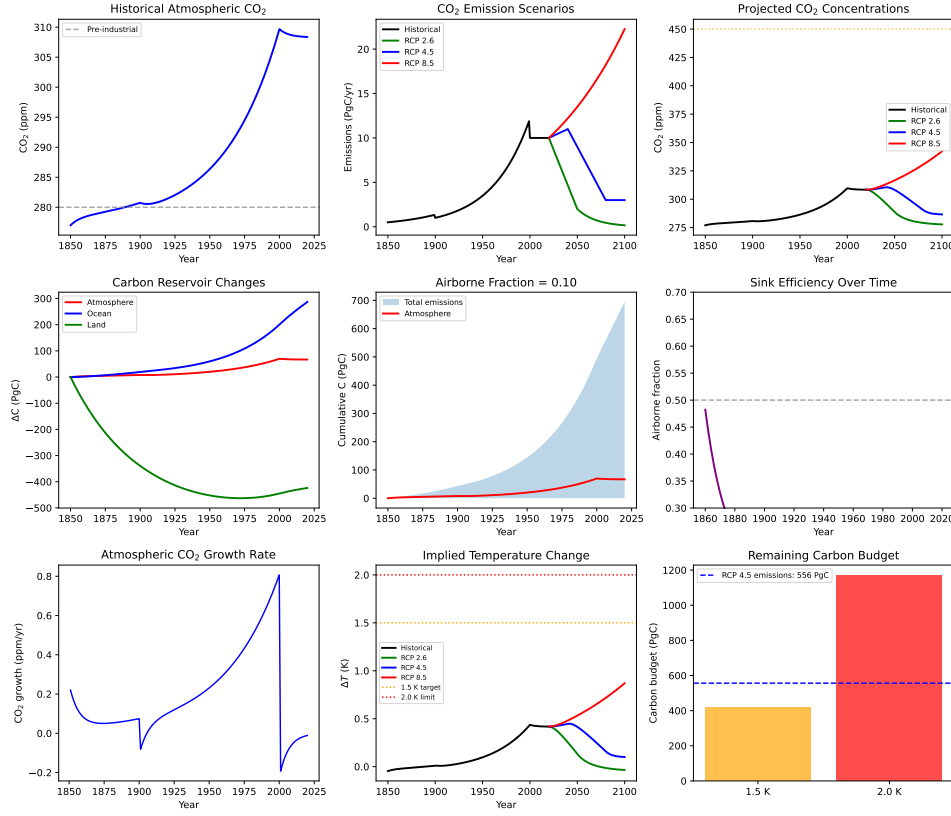 Historical Atmospheric CO₂
CO₂ (ppm)
310
305
300
295
290
285
280
Pre-industrial
1850 1875 1900 1925 1950 1975 2000 2025
Year
CO₂ Emission Scenarios
Emissions (PgC/yr)
20
15
10
5
0
Historical
RCP 2.6
RCP 4.5
RCP 8.5
1850 1900 1950 2000 2050 2100
Year
Projected CO₂ Concentrations
CO₂ (ppm)
450
425
400
375
350
325
300
275
Historical
RCP 2.6
RCP 4.5
RCP 8.5
1850 1900 1950 2000 2050 2100
Year
Carbon Reservoir Changes
ΔC (PgC)
300
200
100
0
−100
−200
−300
−400
−500
Atmosphere
Ocean
Land
1850 1875 1900 1925 1950 1975 2000 2025
Year
Airborne Fraction = 0.10
Cumulative C (PgC)
700
600
500
400
300
200
100
0
Total emissions
Atmosphere
1850 1875 1900 1925 1950 1975 2000 2025
Year
Sink Efficiency Over Time
Airborne fraction
0.70
0.65
0.60
0.55
0.50
0.45
0.40
0.35
0.30
1860 1880 1900 1920 1940 1960 1980 2000 2020
Year
Atmospheric CO₂ Growth Rate
CO₂ growth (ppm/yr)
0.8
0.6
0.4
0.2
0.0
−0.2
1850 1875 1900 1925 1950 1975 2000 2025
Year
Implied Temperature Change
ΔT (K)
2.0
1.5
1.0
0.5
0.0
Historical
RCP 2.6
RCP 4.5
RCP 8.5
1.5 K target
2.0 K limit
1850 1900 1950 2000 2050 2100
Year
Remaining Carbon Budget
Carbon budget (PgC)
1200
1000
800
600
400
200
0
RCP 4.5 emissions: 556 PgC
1.5 K 2.0 K